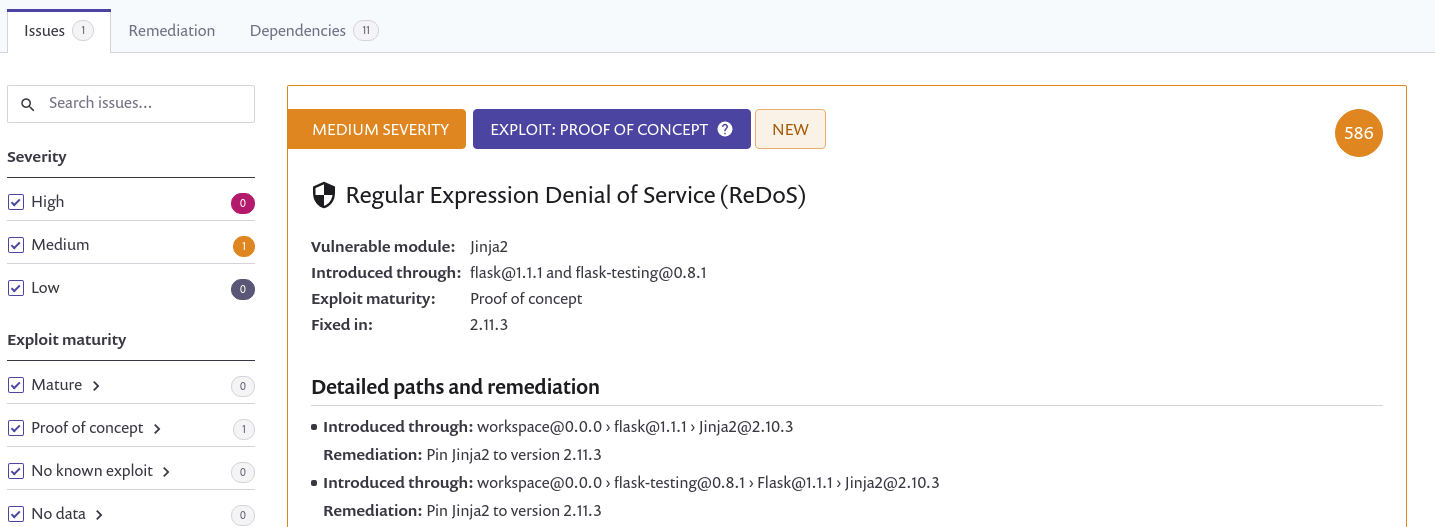 Issues 1 Remediation Dependencies 11
Search issues...
Severity
High 0
Medium 1
Low 0
Exploit maturity
Mature 0
Proof of concept 1
No known exploit 0
No data 0
MEDIUM SEVERITY EXPLOIT: PROOF OF CONCEPT ? NEW 586
Regular Expression Denial of Service (ReDoS)
Vulnerable module: Jinja2
Introduced through: flask@1.1.1 and flask-testing@0.8.1
Exploit maturity: Proof of concept
Fixed in: 2.11.3
Detailed paths and remediation
Introduced through: workspace@0.0.0 › flask@1.1.1 › Jinja2@2.10.3
Remediation: Pin Jinja2 to version 2.11.3
Introduced through: workspace@0.0.0 › flask-testing@0.8.1 › Flask@1.1.1 › Jinja2@2.10.3
Remediation: Pin Jinja2 to version 2.11.3